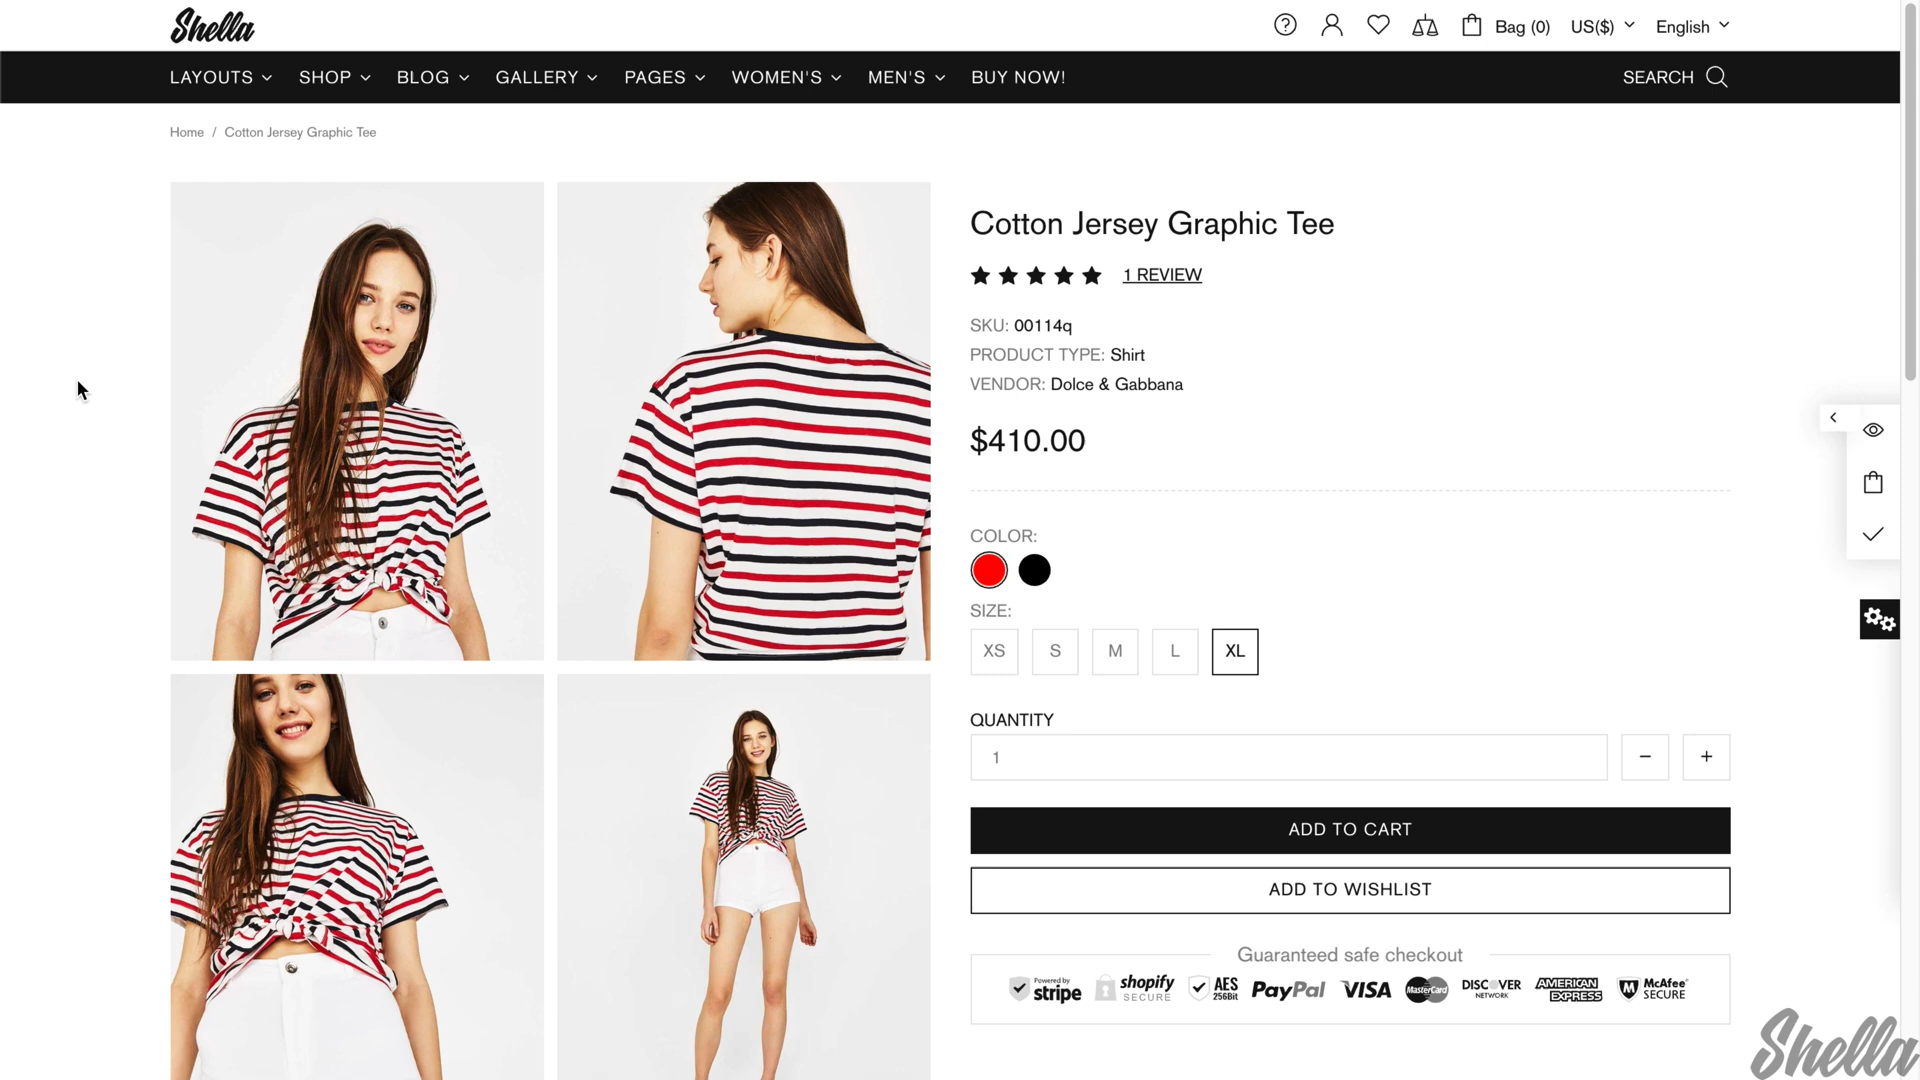 Shella
Bag (0) US($) English
LAYOUTS SHOP BLOG GALLERY PAGES WOMEN'S MEN'S BUY NOW! SEARCH
Home / Cotton Jersey Graphic Tee
Cotton Jersey Graphic Tee
1 REVIEW
SKU: 00114q
PRODUCT TYPE: Shirt
VENDOR: Dolce & Gabbana
$410.00
COLOR:
SIZE:
XS S M L XL
QUANTITY
1 − +
ADD TO CART
ADD TO WISHLIST
Guaranteed safe checkout
Powered by stripe shopify SECURE AES 256Bit PayPal VISA MasterCard DISCOVER NETWORK AMERICAN EXPRESS McAfee SECURE
Shella